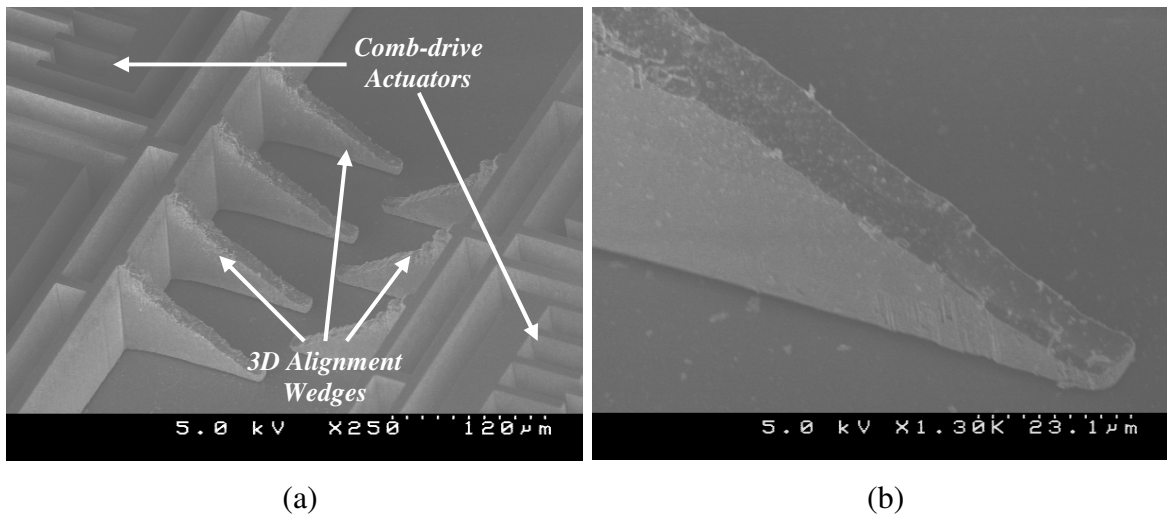 Comb-drive
Actuators
3D Alignment
Wedges
5.0 kV X250 120μm
5.0 kV X1.30K 23.1μm
(a)
(b)